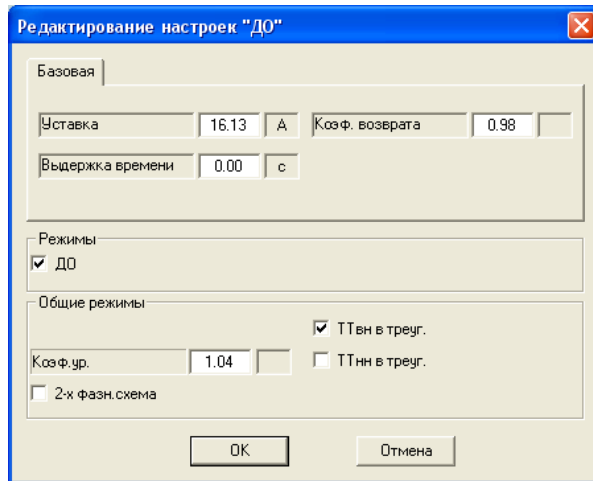 Редактирование настроек "ДО"
Базовая
Уставка 16.13 А Коэф. возврата 0.98
Выдержка времени 0.00 с
Режимы
ДО
Общие режимы
ТТвн в треуг.
Коэф.ур. 1.04 ТТнн в треуг.
2-х фазн.схема
OK Отмена